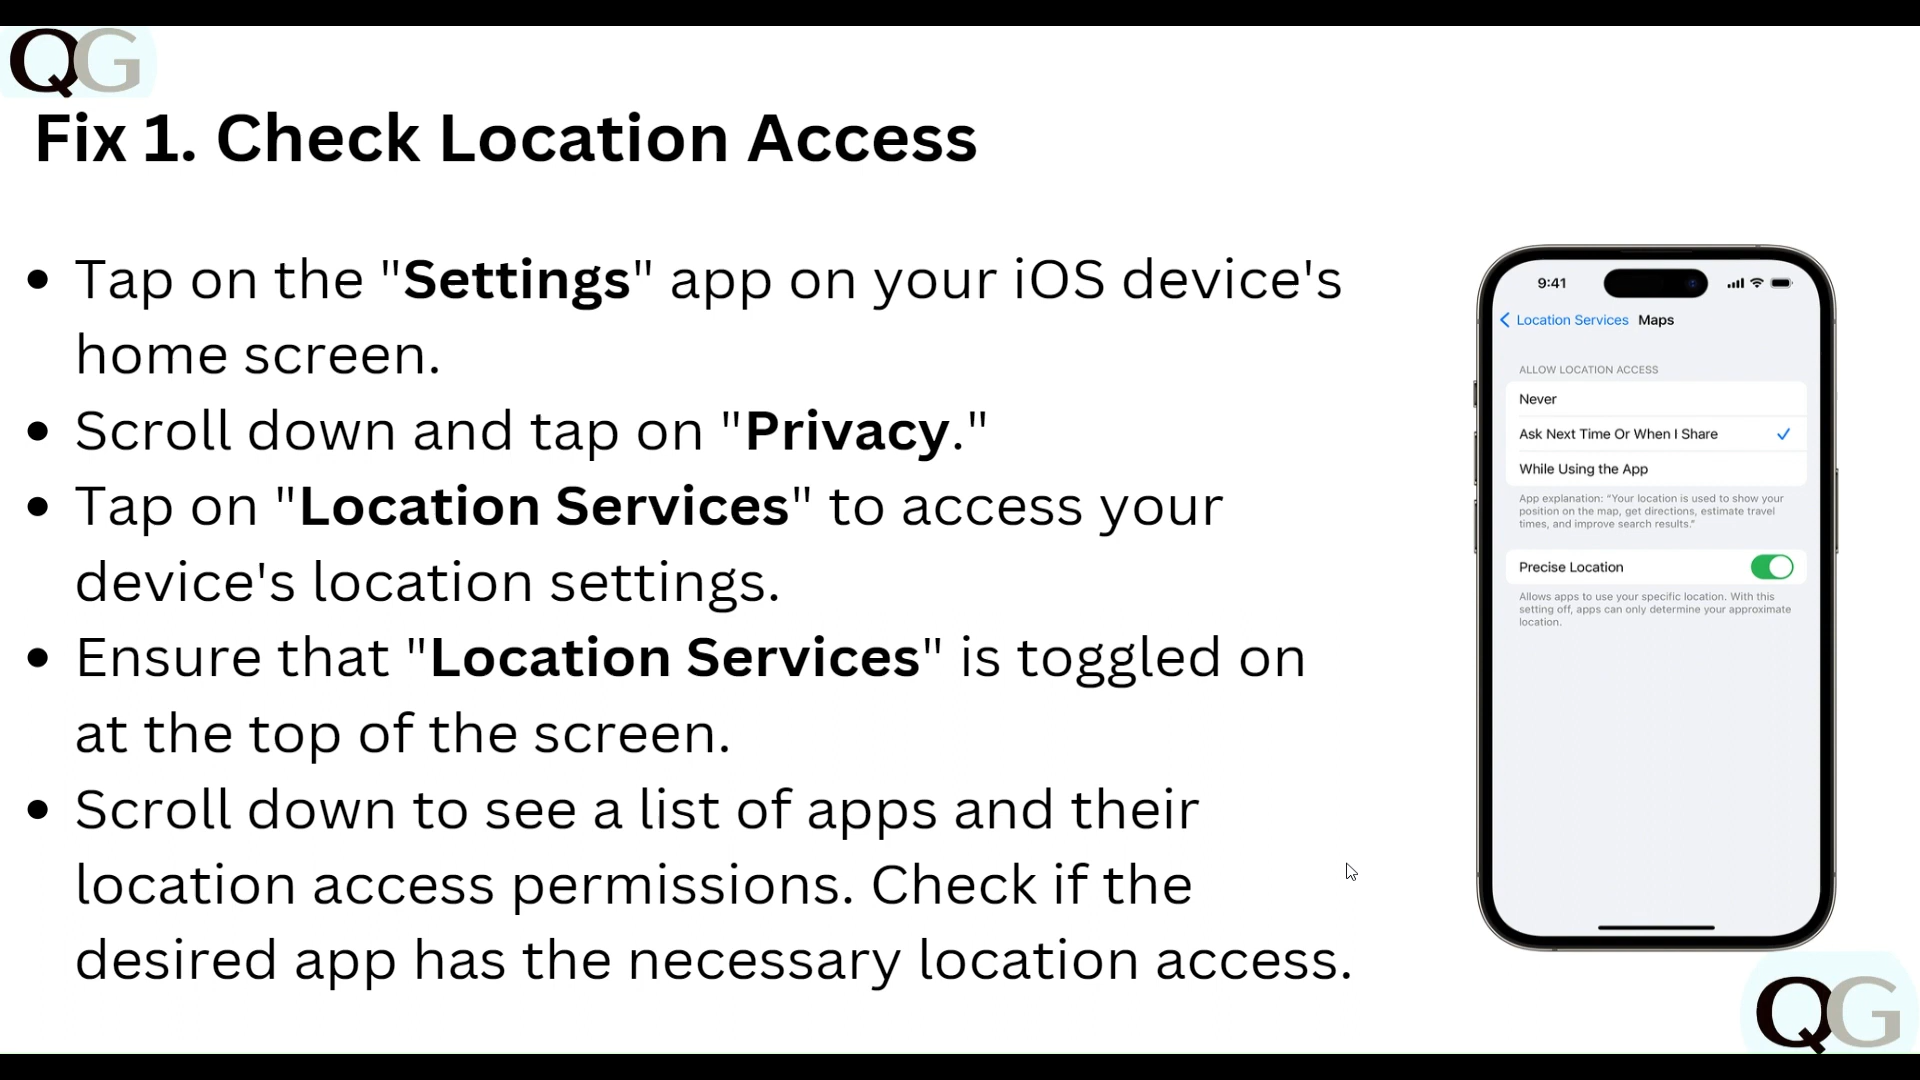 QG
Fix 1. Check Location Access
• Tap on the "Settings" app on your iOS device's
home screen.
• Scroll down and tap on "Privacy."
• Tap on "Location Services" to access your
device's location settings.
• Ensure that "Location Services" is toggled on
at the top of the screen.
• Scroll down to see a list of apps and their
location access permissions. Check if the
desired app has the necessary location access.
9:41
Location Services Maps
ALLOW LOCATION ACCESS
Never
Ask Next Time Or When I Share
While Using the App
App explanation: “Your location is used to show your
position on the map, get directions, estimate travel
times, and improve search results.”
Precise Location
Allows apps to use your specific location. With this
setting off, apps can only determine your approximate
location.
QG